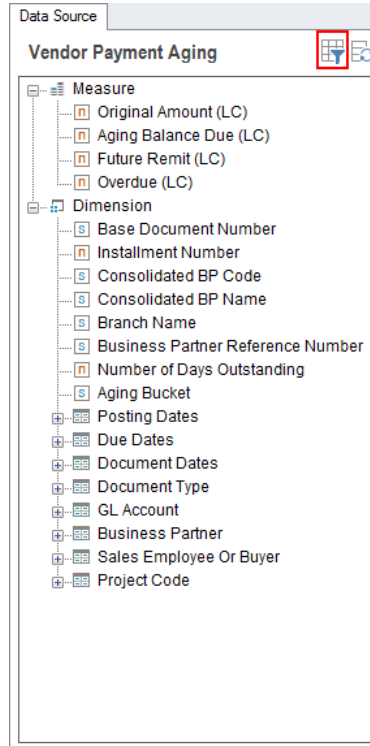 Data Source
Vendor Payment Aging
Measure
n Original Amount (LC)
n Aging Balance Due (LC)
n Future Remit (LC)
n Overdue (LC)
Dimension
s Base Document Number
n Installment Number
s Consolidated BP Code
s Consolidated BP Name
s Branch Name
s Business Partner Reference Number
n Number of Days Outstanding
s Aging Bucket
Posting Dates
Due Dates
Document Dates
Document Type
GL Account
Business Partner
Sales Employee Or Buyer
Project Code